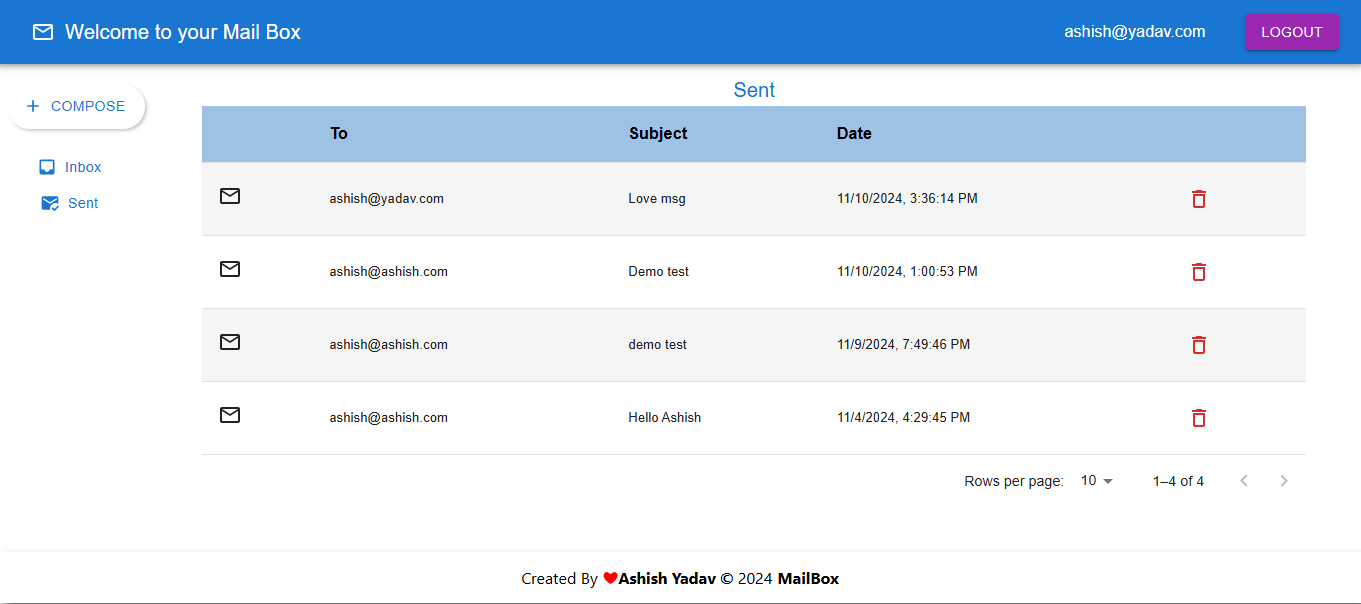 Welcome to your Mail Box ashish@yadav.com LOGOUT
COMPOSE
Inbox
Sent
Sent
To Subject Date
ashish@yadav.com Love msg 11/10/2024, 3:36:14 PM
ashish@ashish.com Demo test 11/10/2024, 1:00:53 PM
ashish@ashish.com demo test 11/9/2024, 7:49:46 PM
ashish@ashish.com Hello Ashish 11/4/2024, 4:29:45 PM
Rows per page: 10 1–4 of 4
Created By ❤Ashish Yadav © 2024 MailBox